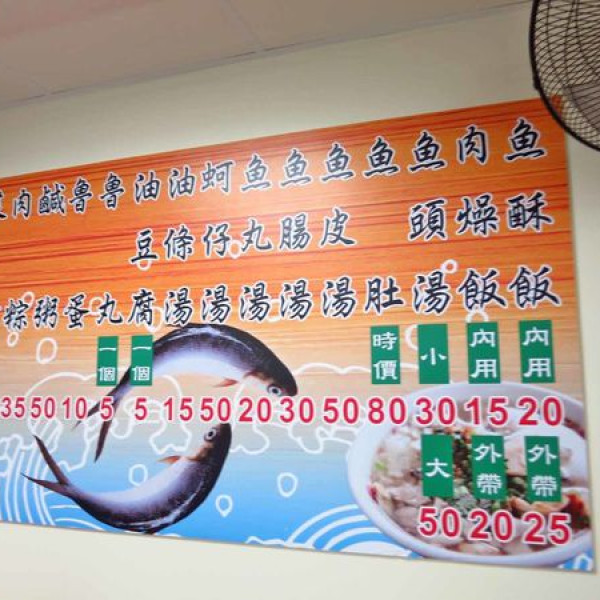 魚酥飯
內用
20
外帶
25
肉燥飯
內用
15
外帶
20
魚頭湯
小
30
大
50
魚肚
時價
80
魚皮湯
50
魚腸湯
30
魚丸湯
20
蚵仔湯
50
油條湯
15
油豆腐
一個
5
魯丸
一個
5
魯蛋
10
鹹粥
50
肉粽
35